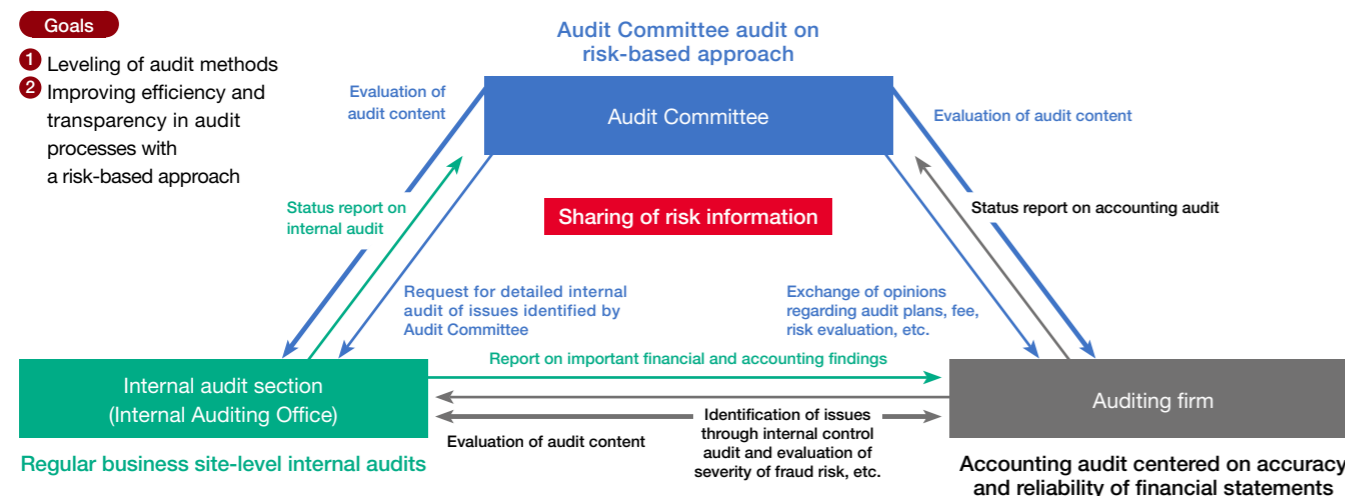 Goals
1 Leveling of audit methods
2 Improving efficiency and
transparency in audit
processes with
a risk-based approach
Audit Committee audit on
risk-based approach
Audit Committee
Evaluation of
audit content
Evaluation of audit content
Status report on
internal audit
Sharing of risk information
Status report on accounting audit
Request for detailed internal
audit of issues identified by
Audit Committee
Exchange of opinions
regarding audit plans, fee,
risk evaluation, etc.
Report on important financial and accounting findings
Internal audit section
(Internal Auditing Office)
Auditing firm
Evaluation of audit content
Identification of issues
through internal control
audit and evaluation of
severity of fraud risk, etc.
Regular business site-level internal audits
Accounting audit centered on accuracy
and reliability of financial statements